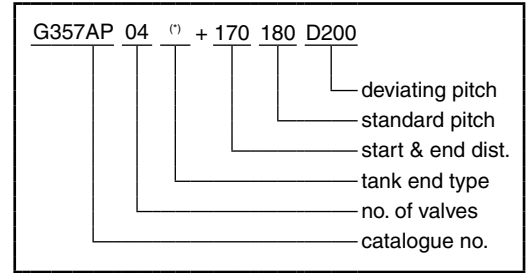 G357AP 04 (*) + 170 180 D200
deviating pitch
standard pitch
start & end dist.
tank end type
no. of valves
catalogue no.